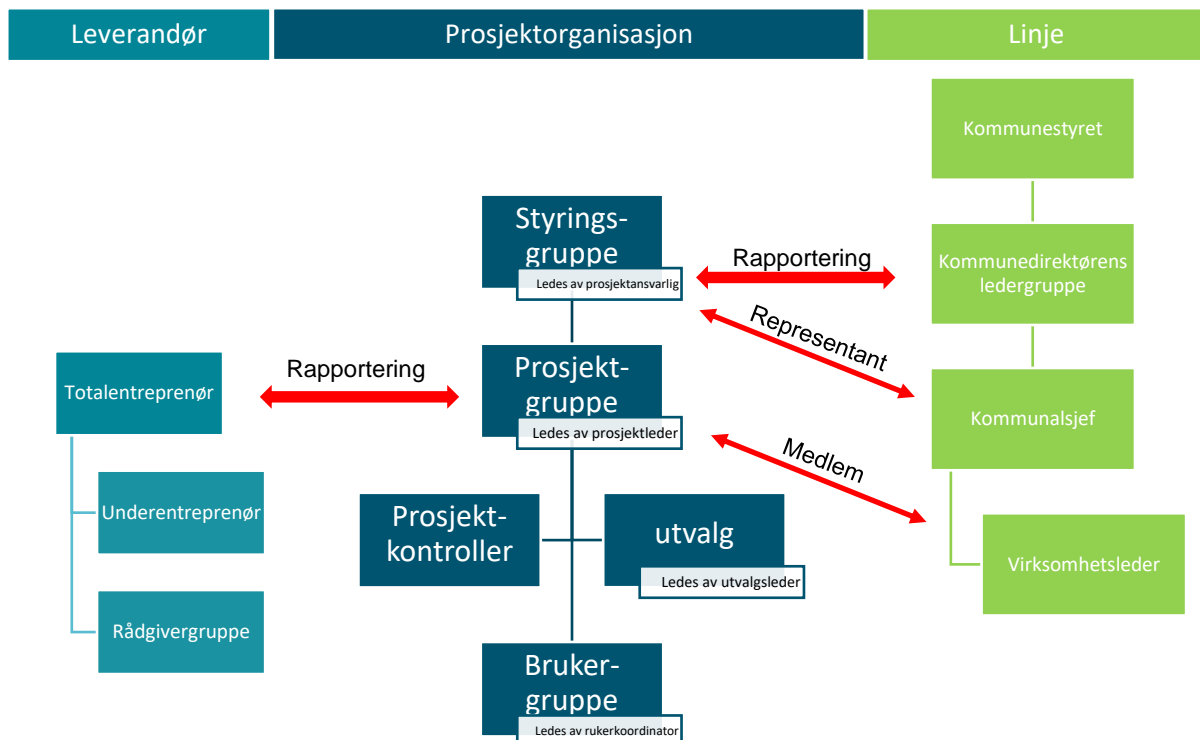 Leverandør
Prosjektorganisasjon
Linje
Kommunestyret
Styrings-
gruppe
Ledes av prosjektansvarlig
Rapportering
Kommunedirektørens
ledergruppe
Representant
Rapportering
Totalentreprenør
Prosjekt-
gruppe
Ledes av prosjektleder
Kommunalsjef
Medlem
Underentreprenør
Prosjekt-
kontroller
utvalg
Ledes av utvalgsleder
Virksomhetsleder
Rådgivergruppe
Bruker-
gruppe
Ledes av rukerkoordinator